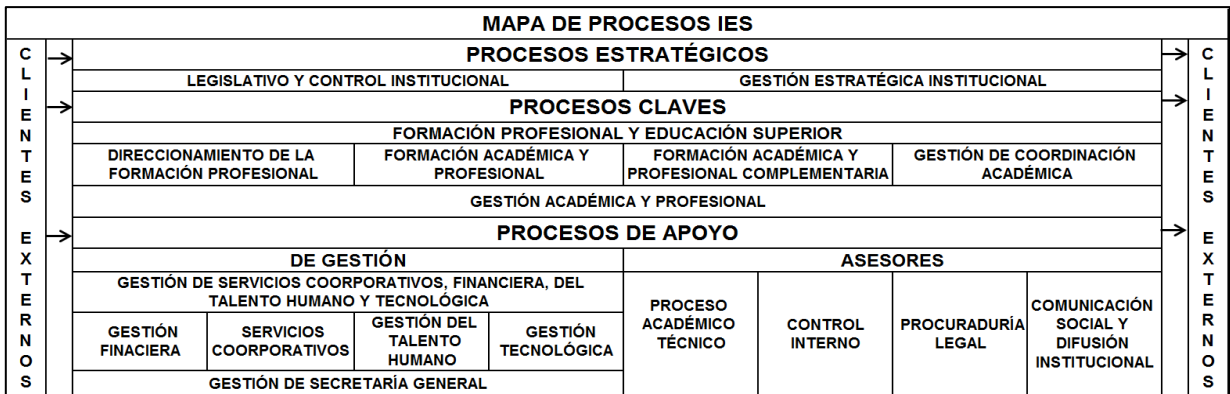 MAPA DE PROCESOS IES
CLIENTES EXTERNOS
PROCESOS ESTRATÉGICOS
LEGISLATIVO Y CONTROL INSTITUCIONAL
GESTIÓN ESTRATÉGICA INSTITUCIONAL
PROCESOS CLAVES
FORMACIÓN PROFESIONAL Y EDUCACIÓN SUPERIOR
DIRECCIONAMIENTO DE LA
FORMACIÓN PROFESIONAL
FORMACIÓN ACADÉMICA Y
PROFESIONAL
FORMACIÓN ACADÉMICA Y
PROFESIONAL COMPLEMENTARIA
GESTIÓN DE COORDINACIÓN
ACADÉMICA
GESTIÓN ACADÉMICA Y PROFESIONAL
PROCESOS DE APOYO
DE GESTIÓN
GESTIÓN DE SERVICIOS COORPORATIVOS, FINANCIERA, DEL
TALENTO HUMANO Y TECNOLÓGICA
GESTIÓN
FINACIERA
SERVICIOS
COORPORATIVOS
GESTIÓN DEL
TALENTO
HUMANO
GESTIÓN
TECNOLÓGICA
GESTIÓN DE SECRETARÍA GENERAL
ASESORES
PROCESO
ACADÉMICO
TÉCNICO
CONTROL
INTERNO
PROCURADURÍA
LEGAL
COMUNICACIÓN
SOCIAL Y
DIFUSIÓN
INSTITUCIONAL
CLIENTES EXTERNOS